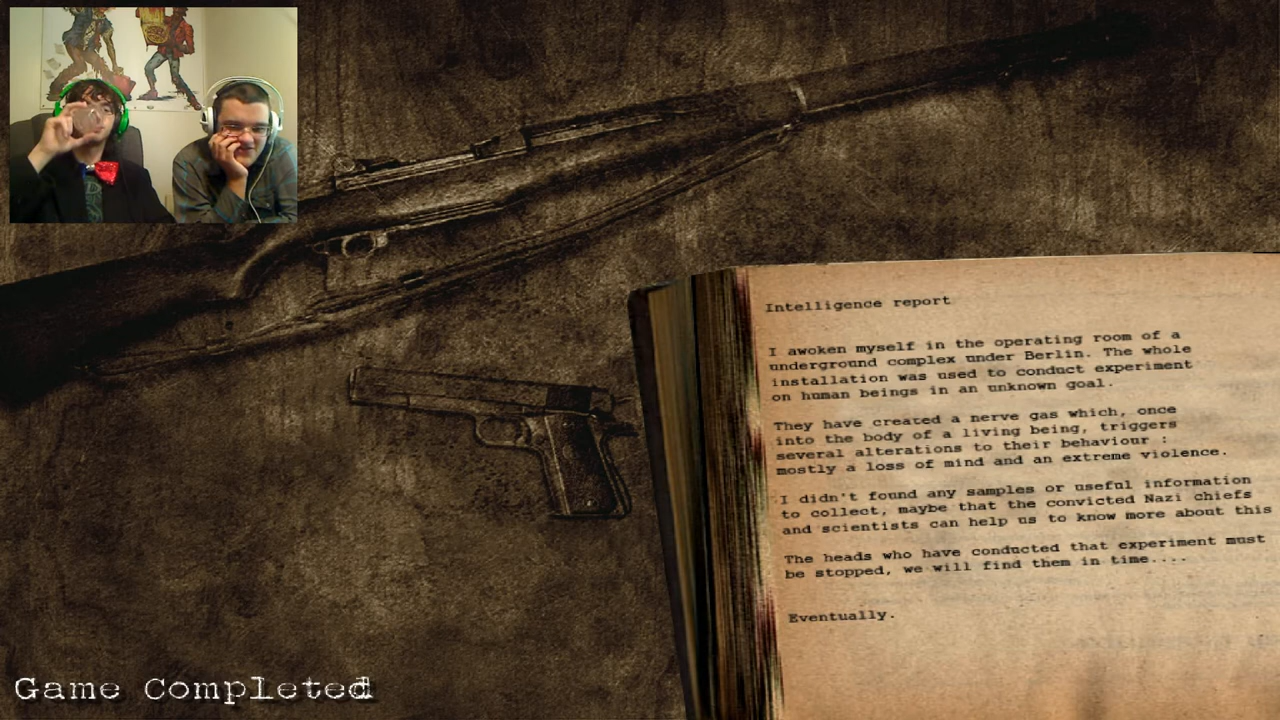 Intelligence report
I awoken myself in the operating room of a
underground complex under Berlin. The whole
installation was used to conduct experiment
on human beings in an unknown goal.
They have created a nerve gas which, once
into the body of a living being, triggers
several alterations to their behaviour :
mostly a loss of mind and an extreme violence.
I didn't found any samples or useful information
to collect, maybe that the convicted Nazi chiefs
and scientists can help us to know more about this
The heads who have conducted that experiment must
be stopped, we will find them in time....
Eventually.
Game Completed